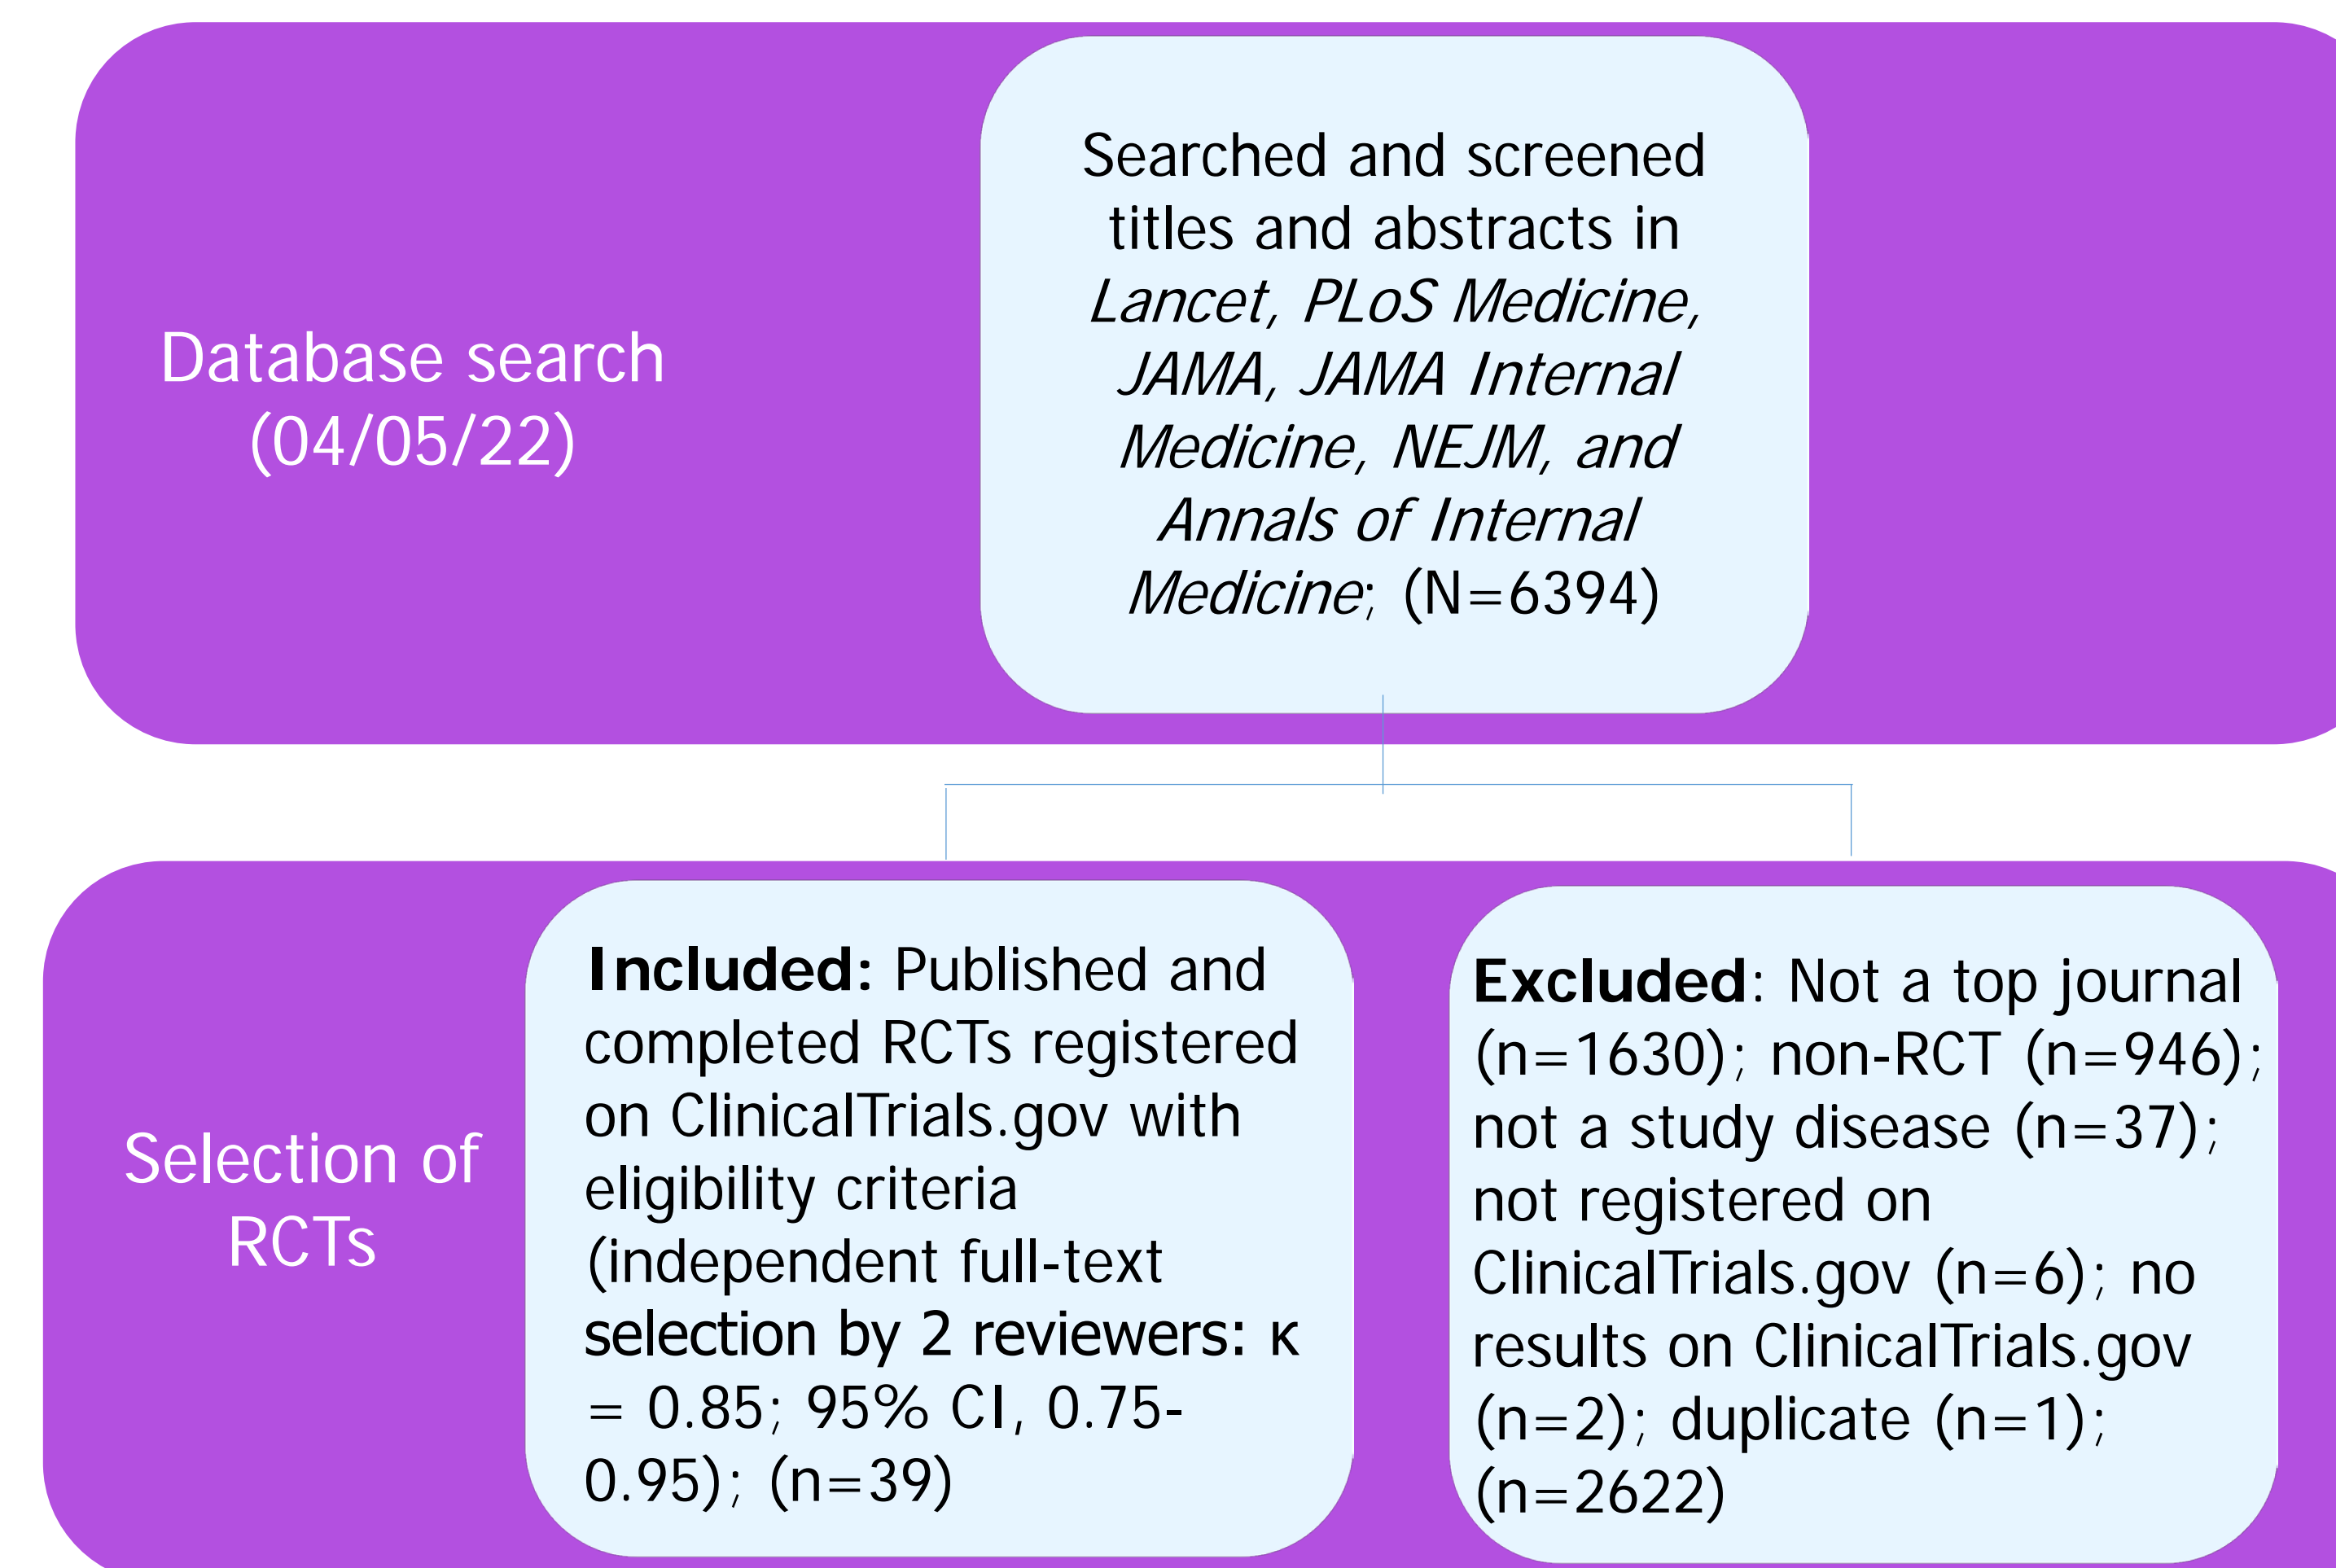 Database search
(04/05/22)
Searched and screened
titles and abstracts in
Lancet, PLoS Medicine,
JAMA, JAMA Internal
Medicine, NEJM, and
Annals of Internal
Medicine; (N=6394)
Selection of
RCTs
Included: Published and
completed RCTs registered
on ClinicalTrials.gov with
eligibility criteria
(independent full-text
selection by 2 reviewers: κ
= 0.85; 95% CI, 0.75-
0.95); (n=39)
Excluded: Not a top journal
(n=1630); non-RCT (n=946);
not a study disease (n=37);
not registered on
ClinicalTrials.gov (n=6); no
results on ClinicalTrials.gov
(n=2); duplicate (n=1);
(n=2622)